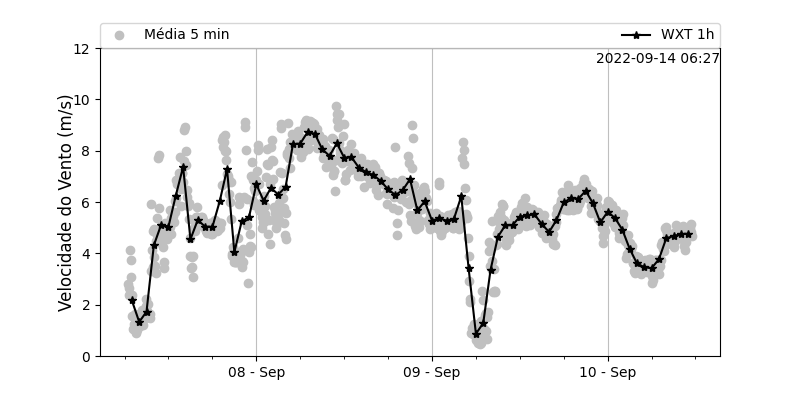 Média 5 min
WXT 1h
2022-09-14 06:27
Velocidade do Vento (m/s)
12
10
8
6
4
2
0
08 - Sep
09 - Sep
10 - Sep